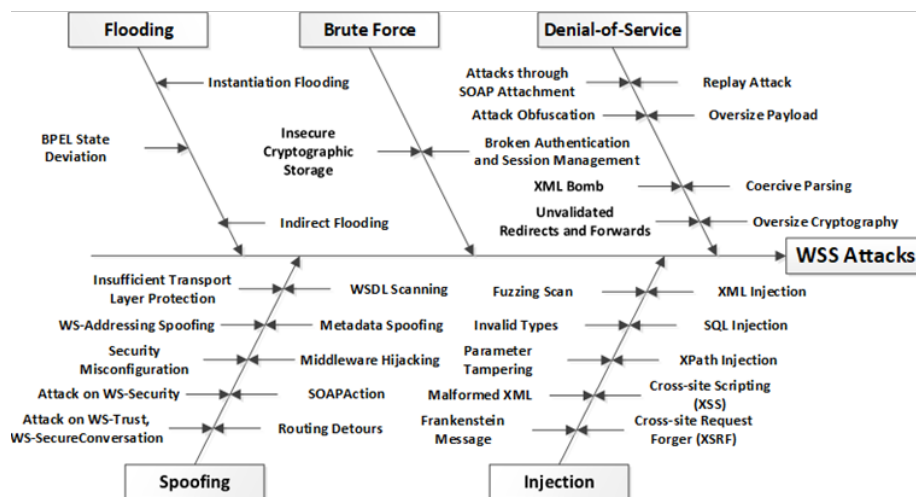 Flooding
Brute Force
Denial-of-Service
Instantiation Flooding
BPEL State
Deviation
Indirect Flooding
Insecure
Cryptographic
Storage
Broken Authentication
and Session Management
Attacks through
SOAP Attachment
Replay Attack
Attack Obfuscation
Oversize Payload
XML Bomb
Coercive Parsing
Unvalidated
Redirects and Forwards
Oversize Cryptography
WSS Attacks
Insufficient Transport
Layer Protection
WSDL Scanning
WS-Addressing Spoofing
Metadata Spoofing
Security
Misconfiguration
Middleware Hijacking
Attack on WS-Security
SOAPAction
Attack on WS-Trust,
WS-SecureConversation
Routing Detours
Spoofing
Fuzzing Scan
XML Injection
Invalid Types
SQL Injection
Parameter
Tampering
XPath Injection
Malformed XML
Cross-site Scripting
(XSS)
Frankenstein
Message
Cross-site Request
Forger (XSRF)
Injection